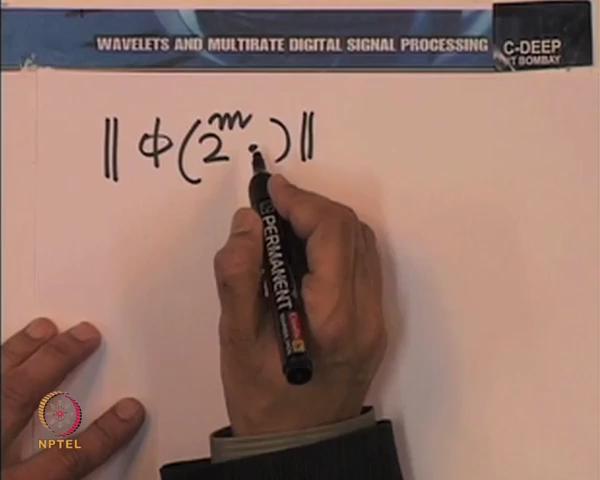 WAVELETS AND MULTIRATE DIGITAL SIGNAL PROCESSING
C-DEEP
IIT BOMBAY
‖ φ(2^m ·) ‖
PERMANENT
NPTEL